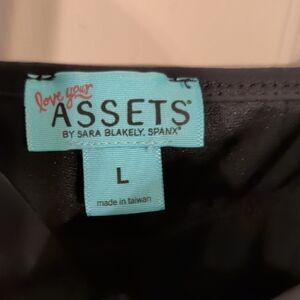 love your
ASSETS®
BY SARA BLAKELY, SPANX®
L
made in taiwan